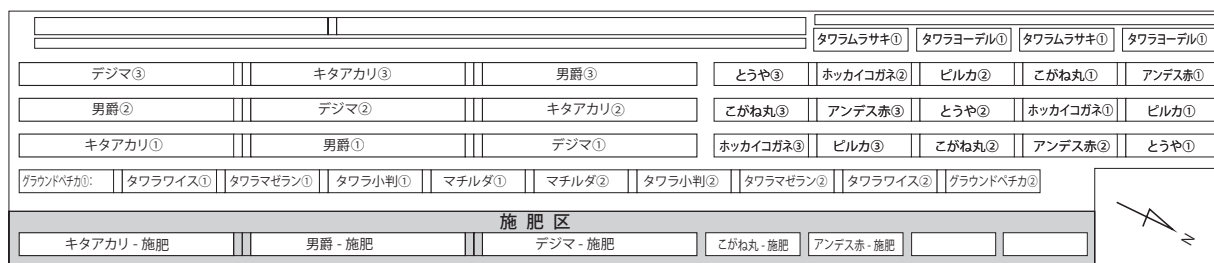 タワラムラサキ① タワラヨーデル① タワラムラサキ① タワラヨーデル①
デジマ③ キタアカリ③ 男爵③ とうや③ ホッカイコガネ② ピルカ② こがね丸① アンデス赤①
男爵② デジマ② キタアカリ② こがね丸③ アンデス赤③ とうや② ホッカイコガネ① ピルカ①
キタアカリ① 男爵① デジマ① ホッカイコガネ③ ピルカ③ こがね丸② アンデス赤② とうや①
グラウンドペチカ①: タワラワイス① タワラマゼラン① タワラ小判① マチルダ① マチルダ② タワラ小判② タワラマゼラン② タワラワイス② グラウンドペチカ②
施肥区
キタアカリ - 施肥 男爵 - 施肥 デジマ - 施肥 こがね丸 - 施肥 アンデス赤 - 施肥
N